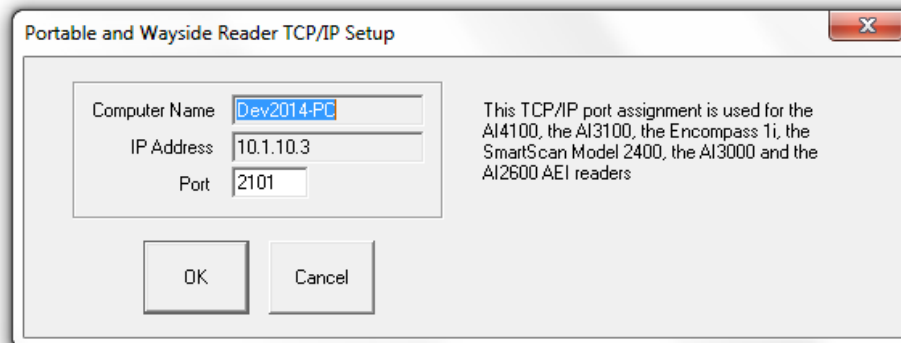 Portable and Wayside Reader TCP/IP Setup
Computer Name Dev2014-PC
IP Address 10.1.10.3
Port 2101
This TCP/IP port assignment is used for the
AI4100, the AI3100, the Encompass 1i, the
SmartScan Model 2400, the AI3000 and the
AI2600 AEI readers
OK Cancel